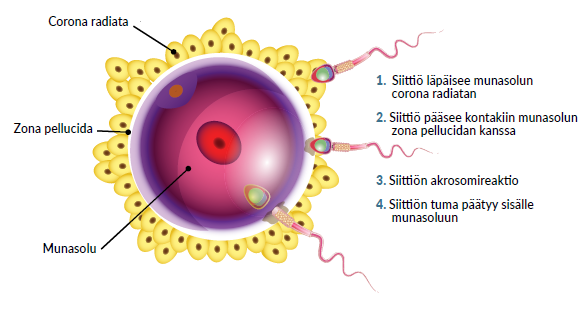 Corona radiata
Zona pellucida
Munasolu
1. Siittiö läpäisee munasolun
corona radiatan
2. Siittiö pääsee kontakiin munasolun
zona pellucidan kanssa
3. Siittiön akrosomireaktio
4. Siittiön tuma päätyy sisälle
munasoluun